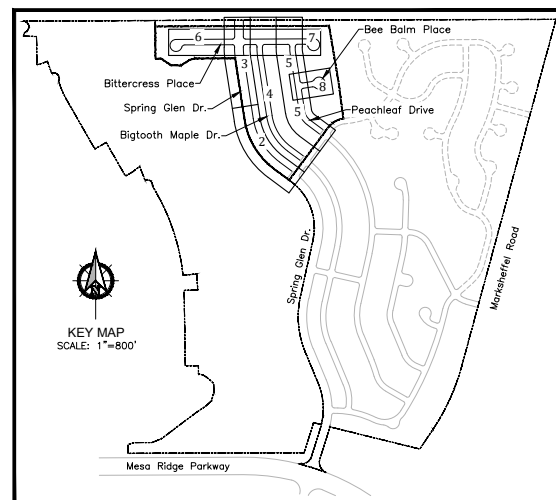 Bee Balm Place
6
7
Bittercress Place
3
5
8
Spring Glen Dr.
4
5
Peachleaf Drive
Bigtooth Maple Dr.
2
Spring Glen Dr.
Marksheffel Road
N
KEY MAP
SCALE: 1"=800'
Mesa Ridge Parkway